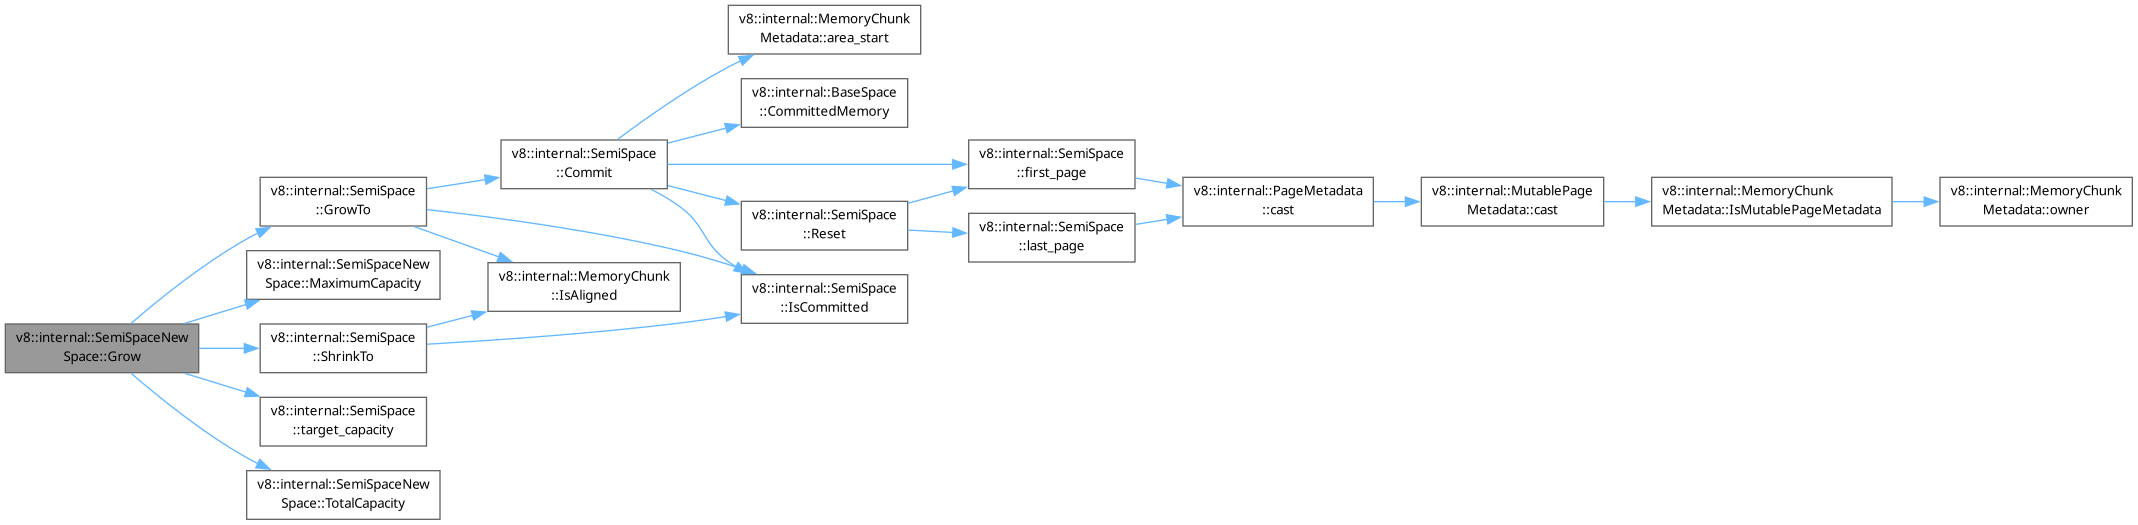 v8::internal::SemiSpaceNew
Space::Grow
v8::internal::SemiSpace
::GrowTo
v8::internal::SemiSpaceNew
Space::MaximumCapacity
v8::internal::SemiSpace
::ShrinkTo
v8::internal::SemiSpace
::target_capacity
v8::internal::SemiSpaceNew
Space::TotalCapacity
v8::internal::SemiSpace
::Commit
v8::internal::MemoryChunk
::IsAligned
v8::internal::MemoryChunk
Metadata::area_start
v8::internal::BaseSpace
::CommittedMemory
v8::internal::SemiSpace
::Reset
v8::internal::SemiSpace
::IsCommitted
v8::internal::SemiSpace
::first_page
v8::internal::SemiSpace
::last_page
v8::internal::PageMetadata
::cast
v8::internal::MutablePage
Metadata::cast
v8::internal::MemoryChunk
Metadata::IsMutablePageMetadata
v8::internal::MemoryChunk
Metadata::owner